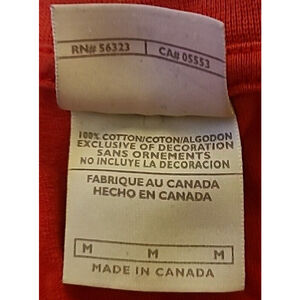 RN# 56323 CA# 05553
100% COTTON/COTON/ALGODON
EXCLUSIVE OF DECORATION
SANS ORNEMENTS
NO INCLUYE LA DECORACION
FABRIQUE AU CANADA
HECHO EN CANADA
M M M
MADE IN CANADA